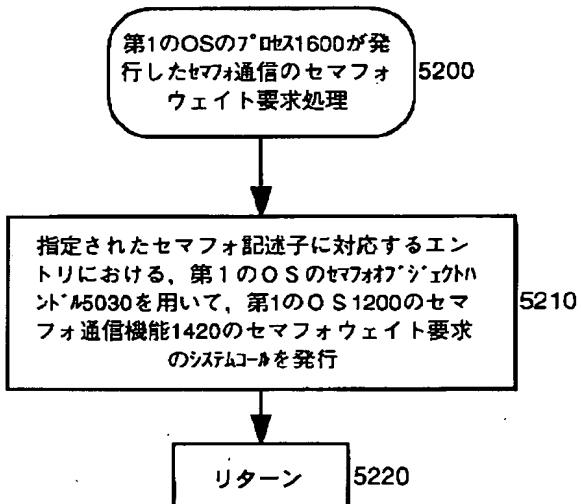 第1のOSのﾌﾟﾛｾｽ1600が発
行したｾﾏﾌｫ通信のセマフォ
ウェイト要求処理
5200
指定されたセマフォ記述子に対応するエン
トリにおける，第１のＯＳのｾﾏﾌｫｵﾌﾞｼﾞｪｸﾄﾊ
ﾝﾄﾞﾙ5030を用いて，第1のＯＳ1200のセマ
フォ通信機能1420のセマフォウェイト要求
のｼｽﾃﾑｺｰﾙを発行
5210
リターン
5220